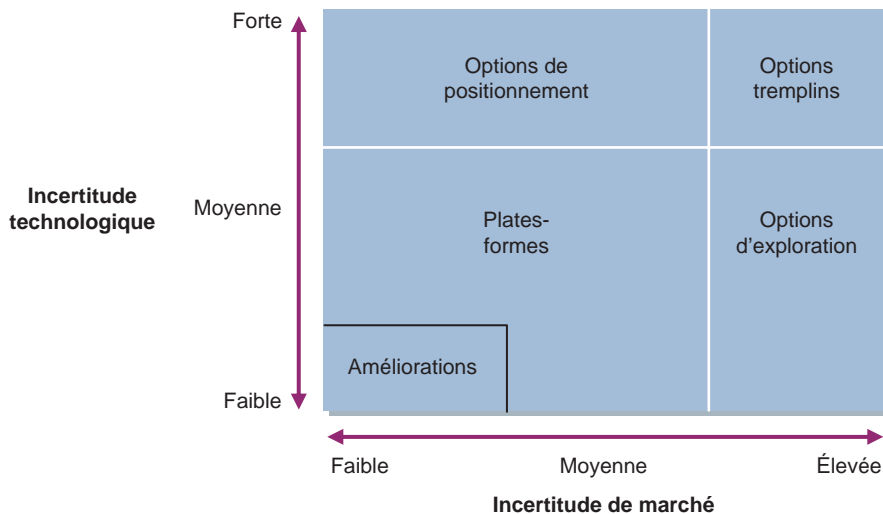 Forte
Options de
positionnement
Options
tremplins
Incertitude
technologique
Moyenne
Plates-
formes
Options
d'exploration
Améliorations
Faible
Faible
Moyenne
Élevée
Incertitude de marché